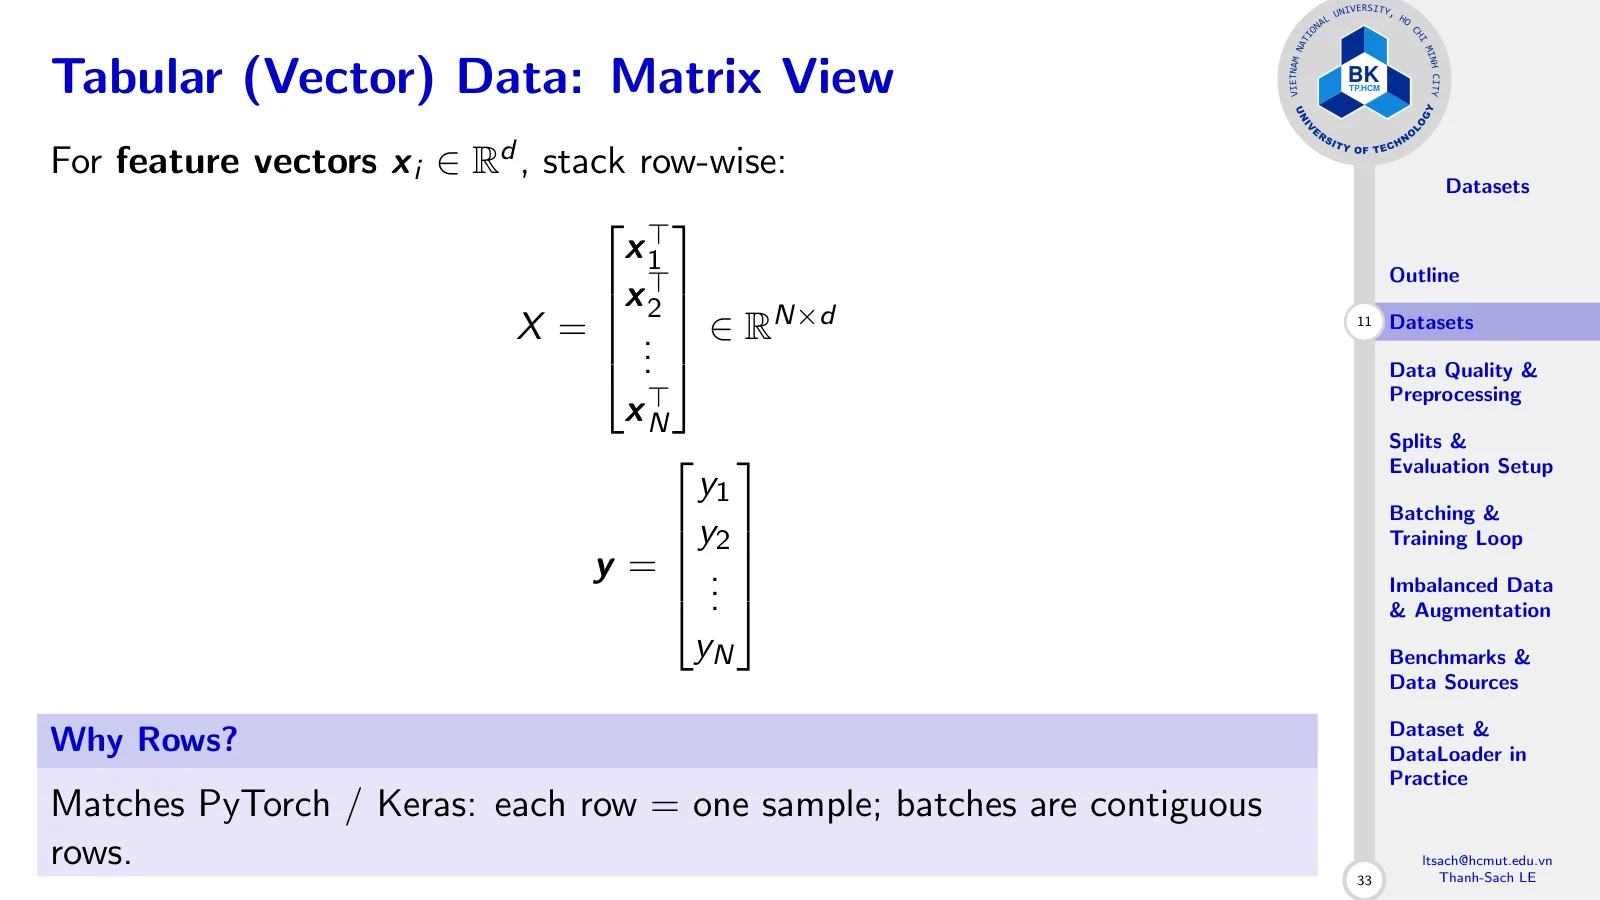 Tabular (Vector) Data: Matrix View
For feature vectors x_i ∈ ℝ^d, stack row-wise:
X = [x_1^⊤
x_2^⊤
⋮
x_N^⊤] ∈ ℝ^{N×d}
y = [y_1
y_2
⋮
y_N]
Why Rows?
Matches PyTorch / Keras: each row = one sample; batches are contiguous
rows.
VIETNAM NATIONAL UNIVERSITY, HO CHI MINH CITY
BK
TP.HCM
UNIVERSITY OF TECHNOLOGY
Datasets
Outline
11
Datasets
Data Quality &
Preprocessing
Splits &
Evaluation Setup
Batching &
Training Loop
Imbalanced Data
& Augmentation
Benchmarks &
Data Sources
Dataset &
DataLoader in
Practice
ltsach@hcmut.edu.vn
Thanh-Sach LE
33